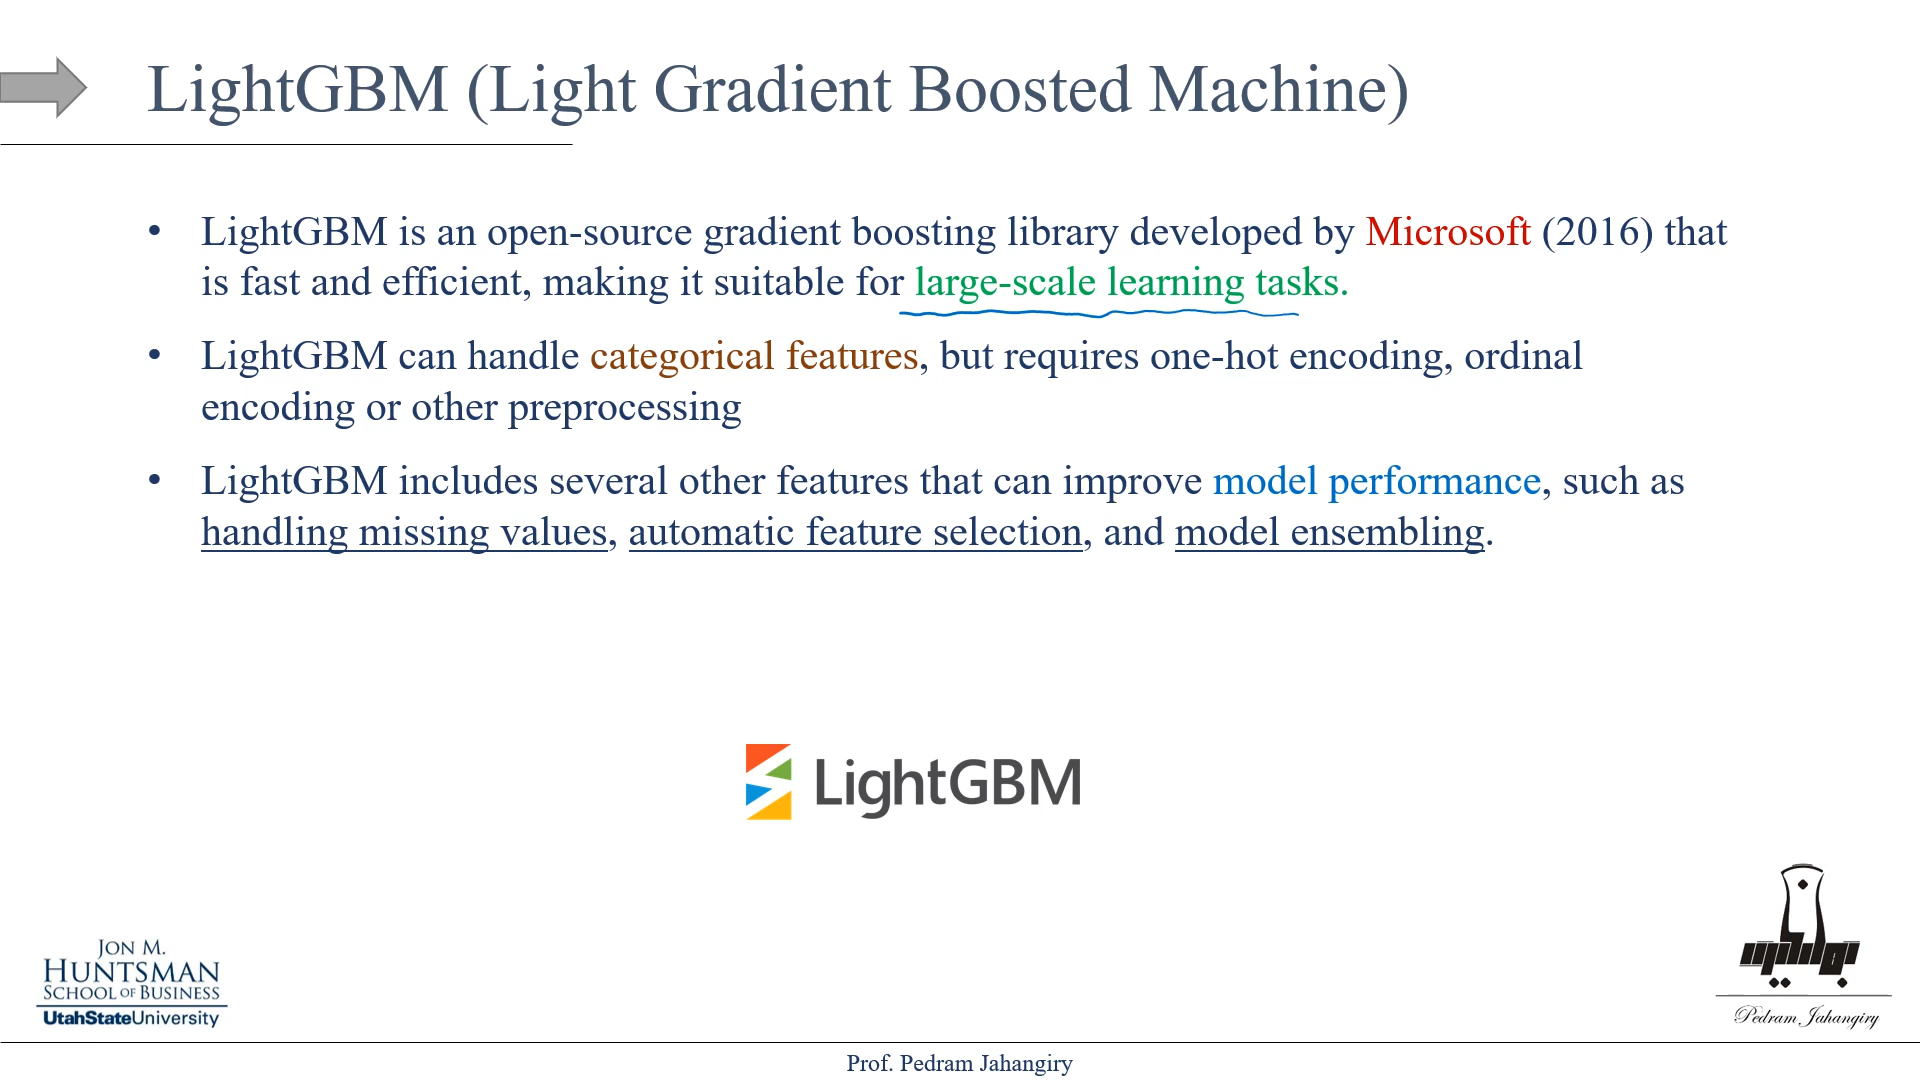 LightGBM (Light Gradient Boosted Machine)
• LightGBM is an open-source gradient boosting library developed by Microsoft (2016) that
is fast and efficient, making it suitable for large-scale learning tasks.
• LightGBM can handle categorical features, but requires one-hot encoding, ordinal
encoding or other preprocessing
• LightGBM includes several other features that can improve model performance, such as
handling missing values, automatic feature selection, and model ensembling.
LightGBM
JON M.
HUNTSMAN
SCHOOL OF BUSINESS
UtahStateUniversity
Pedram Jahangiry
Prof. Pedram Jahangiry